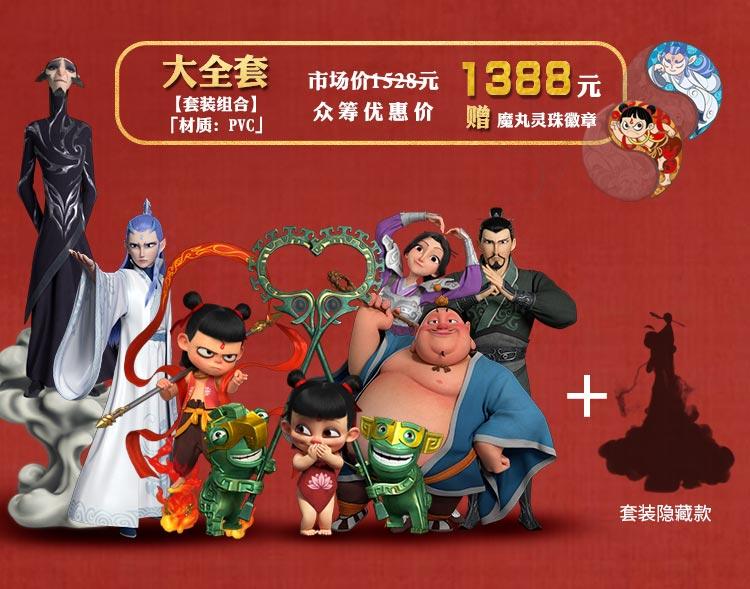 大全套
【套装组合】
「材质：PVC」
市场价1528元
众筹优惠价
1388元
赠 魔丸灵珠徽章
+
套装隐藏款